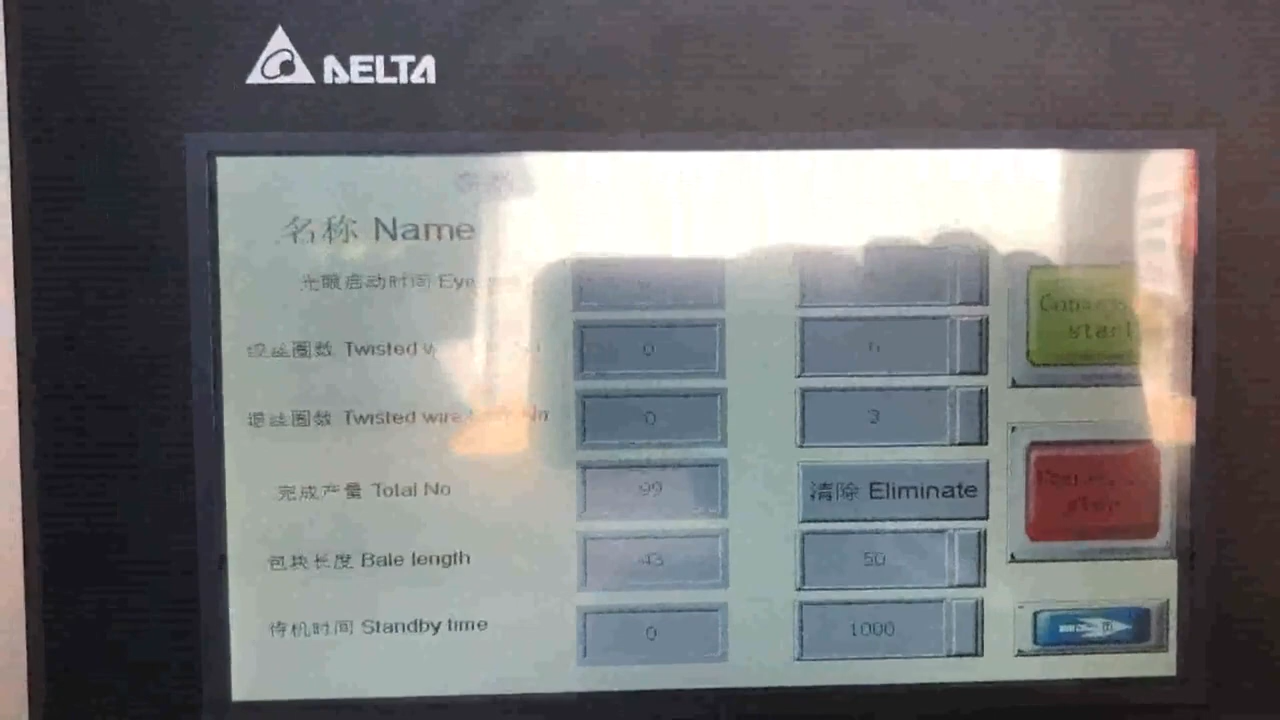 DELTA
名称 Name
光眼启动时间 Eye
绞丝圈数 Twisted 0
退丝圈数 Twisted wire 0 3
完成产量 Total No 99 清除 Eliminate
包块长度 Bale length 43 50
待机时间 Standby time 0 1000
start